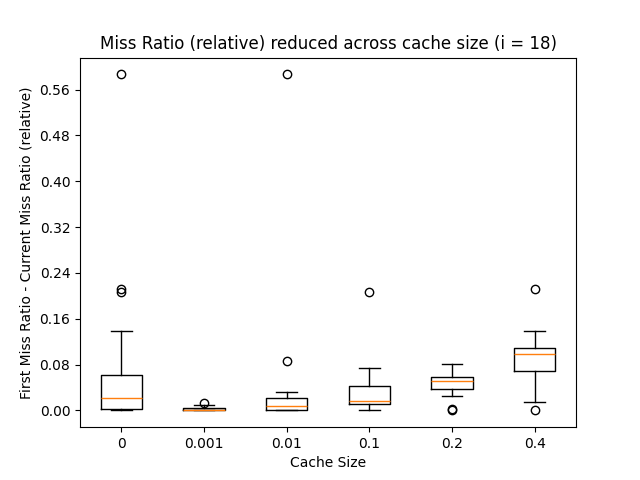 Miss Ratio (relative) reduced across cache size (i = 18)
First Miss Ratio - Current Miss Ratio (relative)
0.56
0.48
0.40
0.32
0.24
0.16
0.08
0.00
0 0.001 0.01 0.1 0.2 0.4
Cache Size